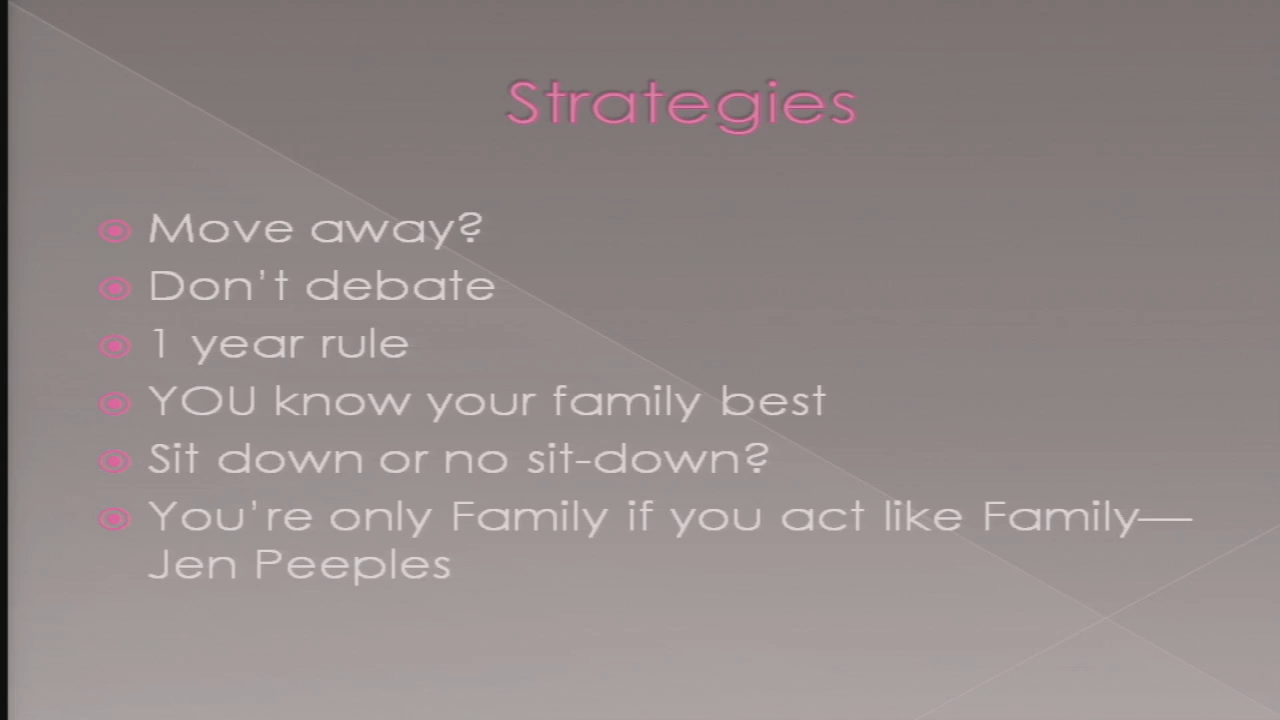 Strategies
Move away?
Don't debate
1 year rule
YOU know your family best
Sit down or no sit-down?
You're only Family if you act like Family—
Jen Peeples